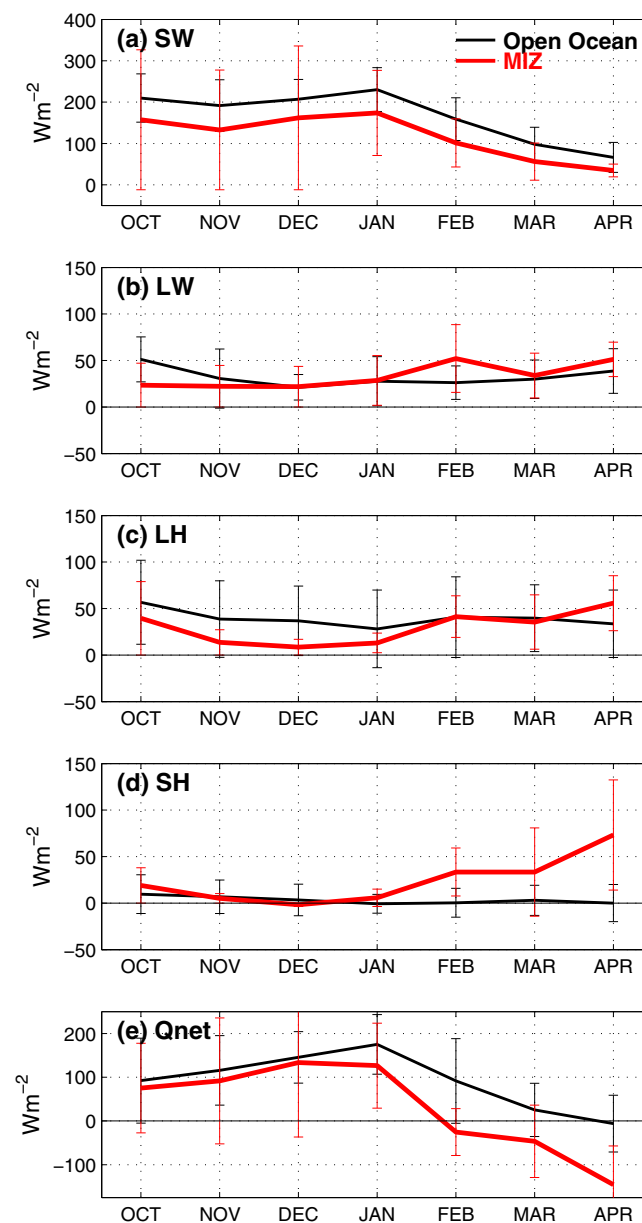 (a) SW
Open Ocean
MIZ
400
300
200
100
0
Wm−2
OCT NOV DEC JAN FEB MAR APR
(b) LW
150
100
50
0
−50
Wm−2
OCT NOV DEC JAN FEB MAR APR
(c) LH
150
100
50
0
−50
Wm−2
OCT NOV DEC JAN FEB MAR APR
(d) SH
150
100
50
0
−50
Wm−2
OCT NOV DEC JAN FEB MAR APR
(e) Qnet
200
100
0
−100
Wm−2
OCT NOV DEC JAN FEB MAR APR